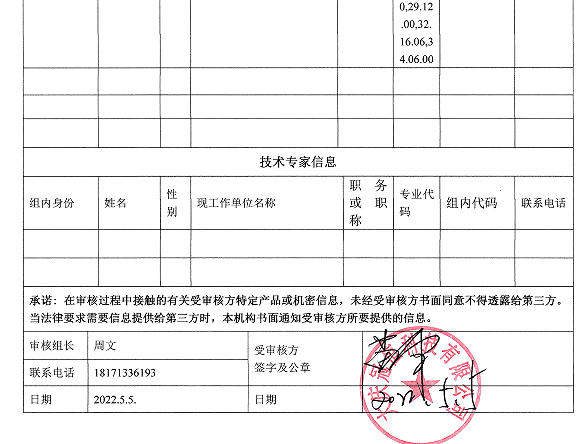 0,29.12
.00,32.
16.06,3
4.06.00
技术专家信息
组内身份
姓名
性别
现工作单位名称
职务或职称
专业代码
组内代码
联系电话
承诺：在审核过程中接触的有关受审核方特定产品或机密信息，未经受审核方书面同意不得透露给第三方。
当法律要求需要信息提供给第三方时，本机构书面通知受审核方所要提供的信息。
审核组长 周文
受审核方
签字及公章
联系电话 18171336193
日期 2022.5.5. 日期
有限公司